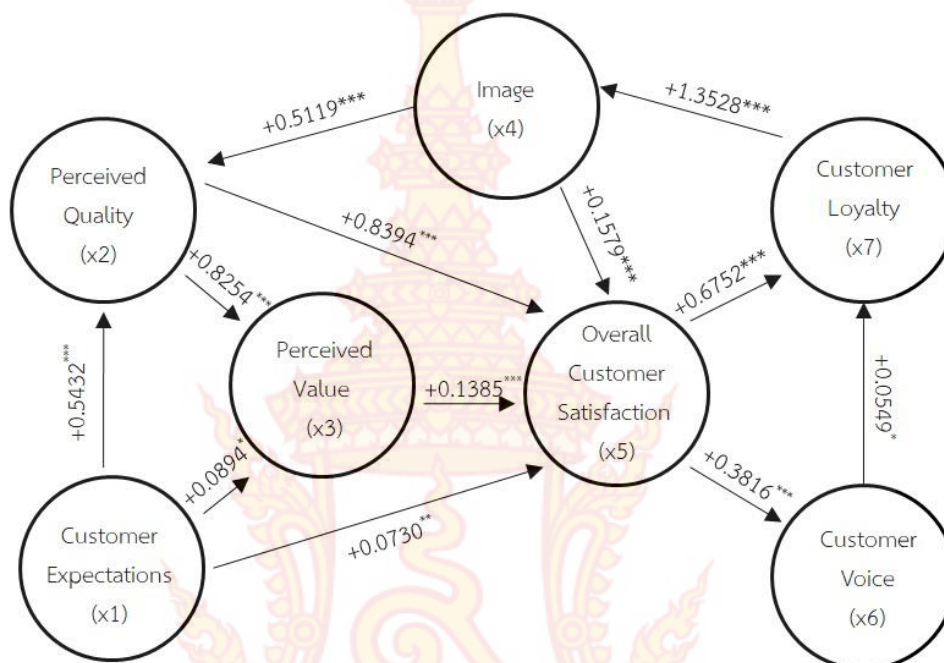 Image
(x4)
+0.5119***
+1.3528***
Perceived
Quality
(x2)
Customer
Loyalty
(x7)
+0.8394***
+0.1579***
+0.8254***
+0.6752***
Perceived
Value
(x3)
Overall
Customer
Satisfaction
(x5)
+0.5432***
+0.1385***
+0.0549*
+0.0894*
+0.3816***
+0.0730**
Customer
Expectations
(x1)
Customer
Voice
(x6)